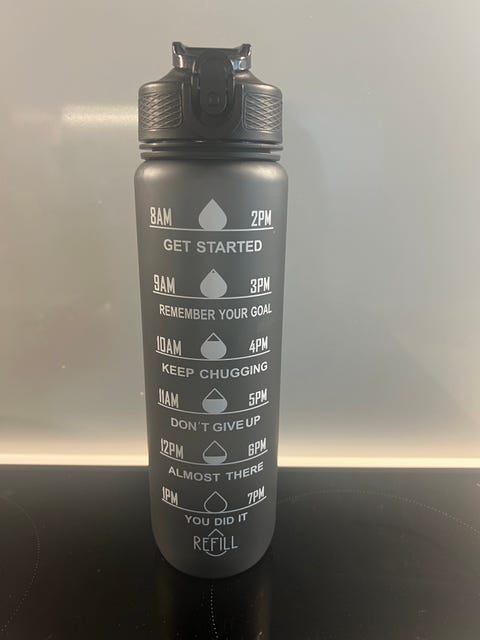 8AM 2PM
GET STARTED
9AM 3PM
REMEMBER YOUR GOAL
10AM 4PM
KEEP CHUGGING
11AM 5PM
DON'T GIVE UP
12PM 6PM
ALMOST THERE
1PM 7PM
YOU DID IT
REFILL